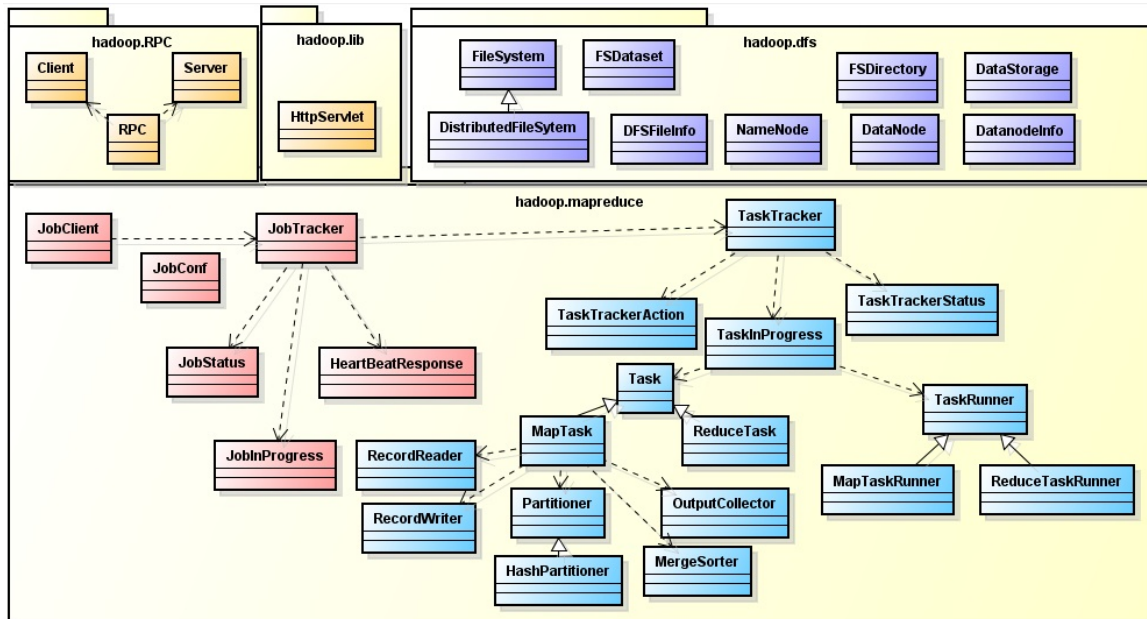 hadoop.RPC
Client
Server
RPC
hadoop.lib
HttpServlet
hadoop.dfs
FileSystem
FSDataset
FSDirectory
DataStorage
DistributedFileSytem
DFSFileInfo
NameNode
DataNode
DatanodeInfo
hadoop.mapreduce
JobClient
JobTracker
TaskTracker
JobConf
TaskTrackerAction
TaskInProgress
TaskTrackerStatus
JobStatus
HeartBeatResponse
Task
TaskRunner
JobInProgress
RecordReader
MapTask
ReduceTask
MapTaskRunner
ReduceTaskRunner
RecordWriter
Partitioner
OutputCollector
HashPartitioner
MergeSorter